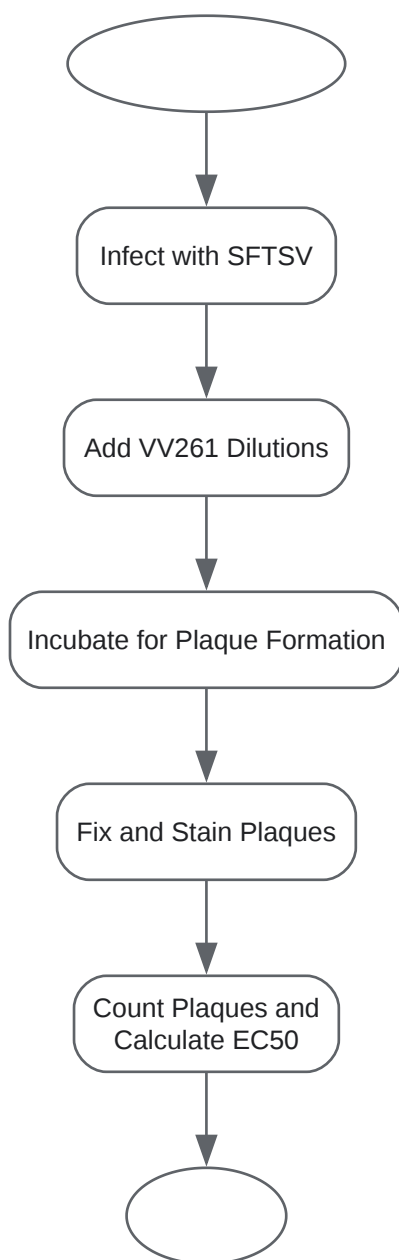 Infect with SFTSV
Add VV261 Dilutions
Incubate for Plaque Formation
Fix and Stain Plaques
Count Plaques and
Calculate EC50